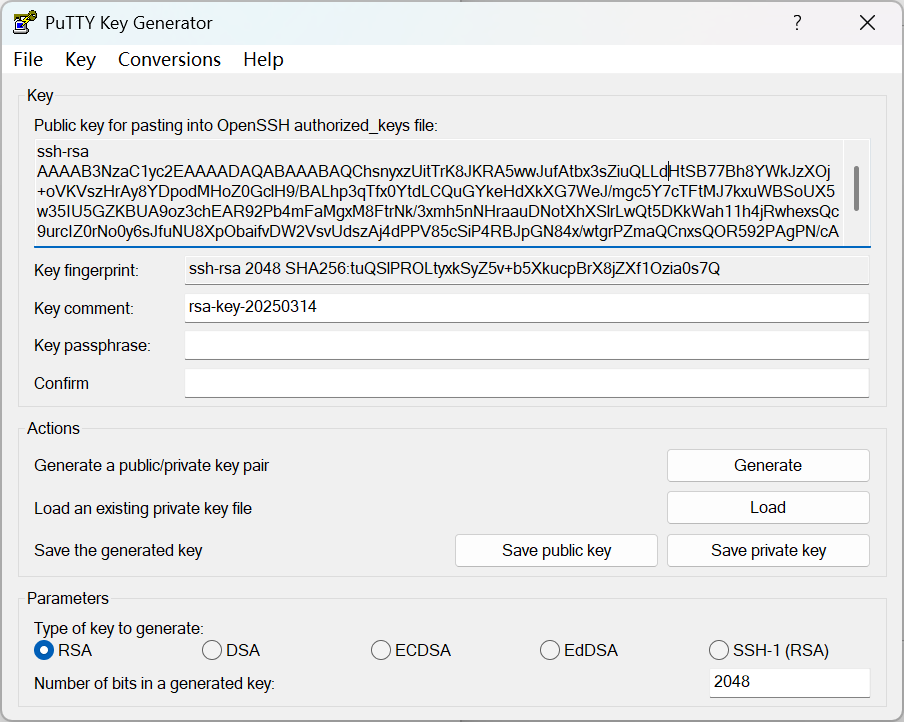 PuTTY Key Generator
?
File Key Conversions Help
Key
Public key for pasting into OpenSSH authorized_keys file:
ssh-rsa
AAAAB3NzaC1yc2EAAAADAQABAAABAQChsnyxzUitTrK8JKRA5wwJufAtbx3sZiuQLLdHtSB77Bh8YWkJzXOj
+oVKVszHrAy8YDpodMHoZ0GclH9/BALhp3qTfx0YtdLCQuGYkeHdXkXG7WeJ/mgc5Y7cTFtMJ7kxuWBSoUX5
w35IU5GZKBUA9oz3chEAR92Pb4mFaMgxM8FtrNk/3xmh5nNHraauDNotXhXSlrLwQt5DKkWah11h4jRwhexsQc
9urcIZ0rNo0y6sJfuNU8XpObaifvDW2VsvUdszAj4dPPV85cSiP4RBJpGN84x/wtgrPZmaQCnxsQOR592PAgPN/cA
Key fingerprint: ssh-rsa 2048 SHA256:tuQSlPROLtyxkSyZ5v+b5XkucpBrX8jZXf1Ozia0s7Q
Key comment: rsa-key-20250314
Key passphrase:
Confirm
Actions
Generate a public/private key pair Generate
Load an existing private key file Load
Save the generated key Save public key Save private key
Parameters
Type of key to generate:
RSA DSA ECDSA EdDSA SSH-1 (RSA)
Number of bits in a generated key: 2048